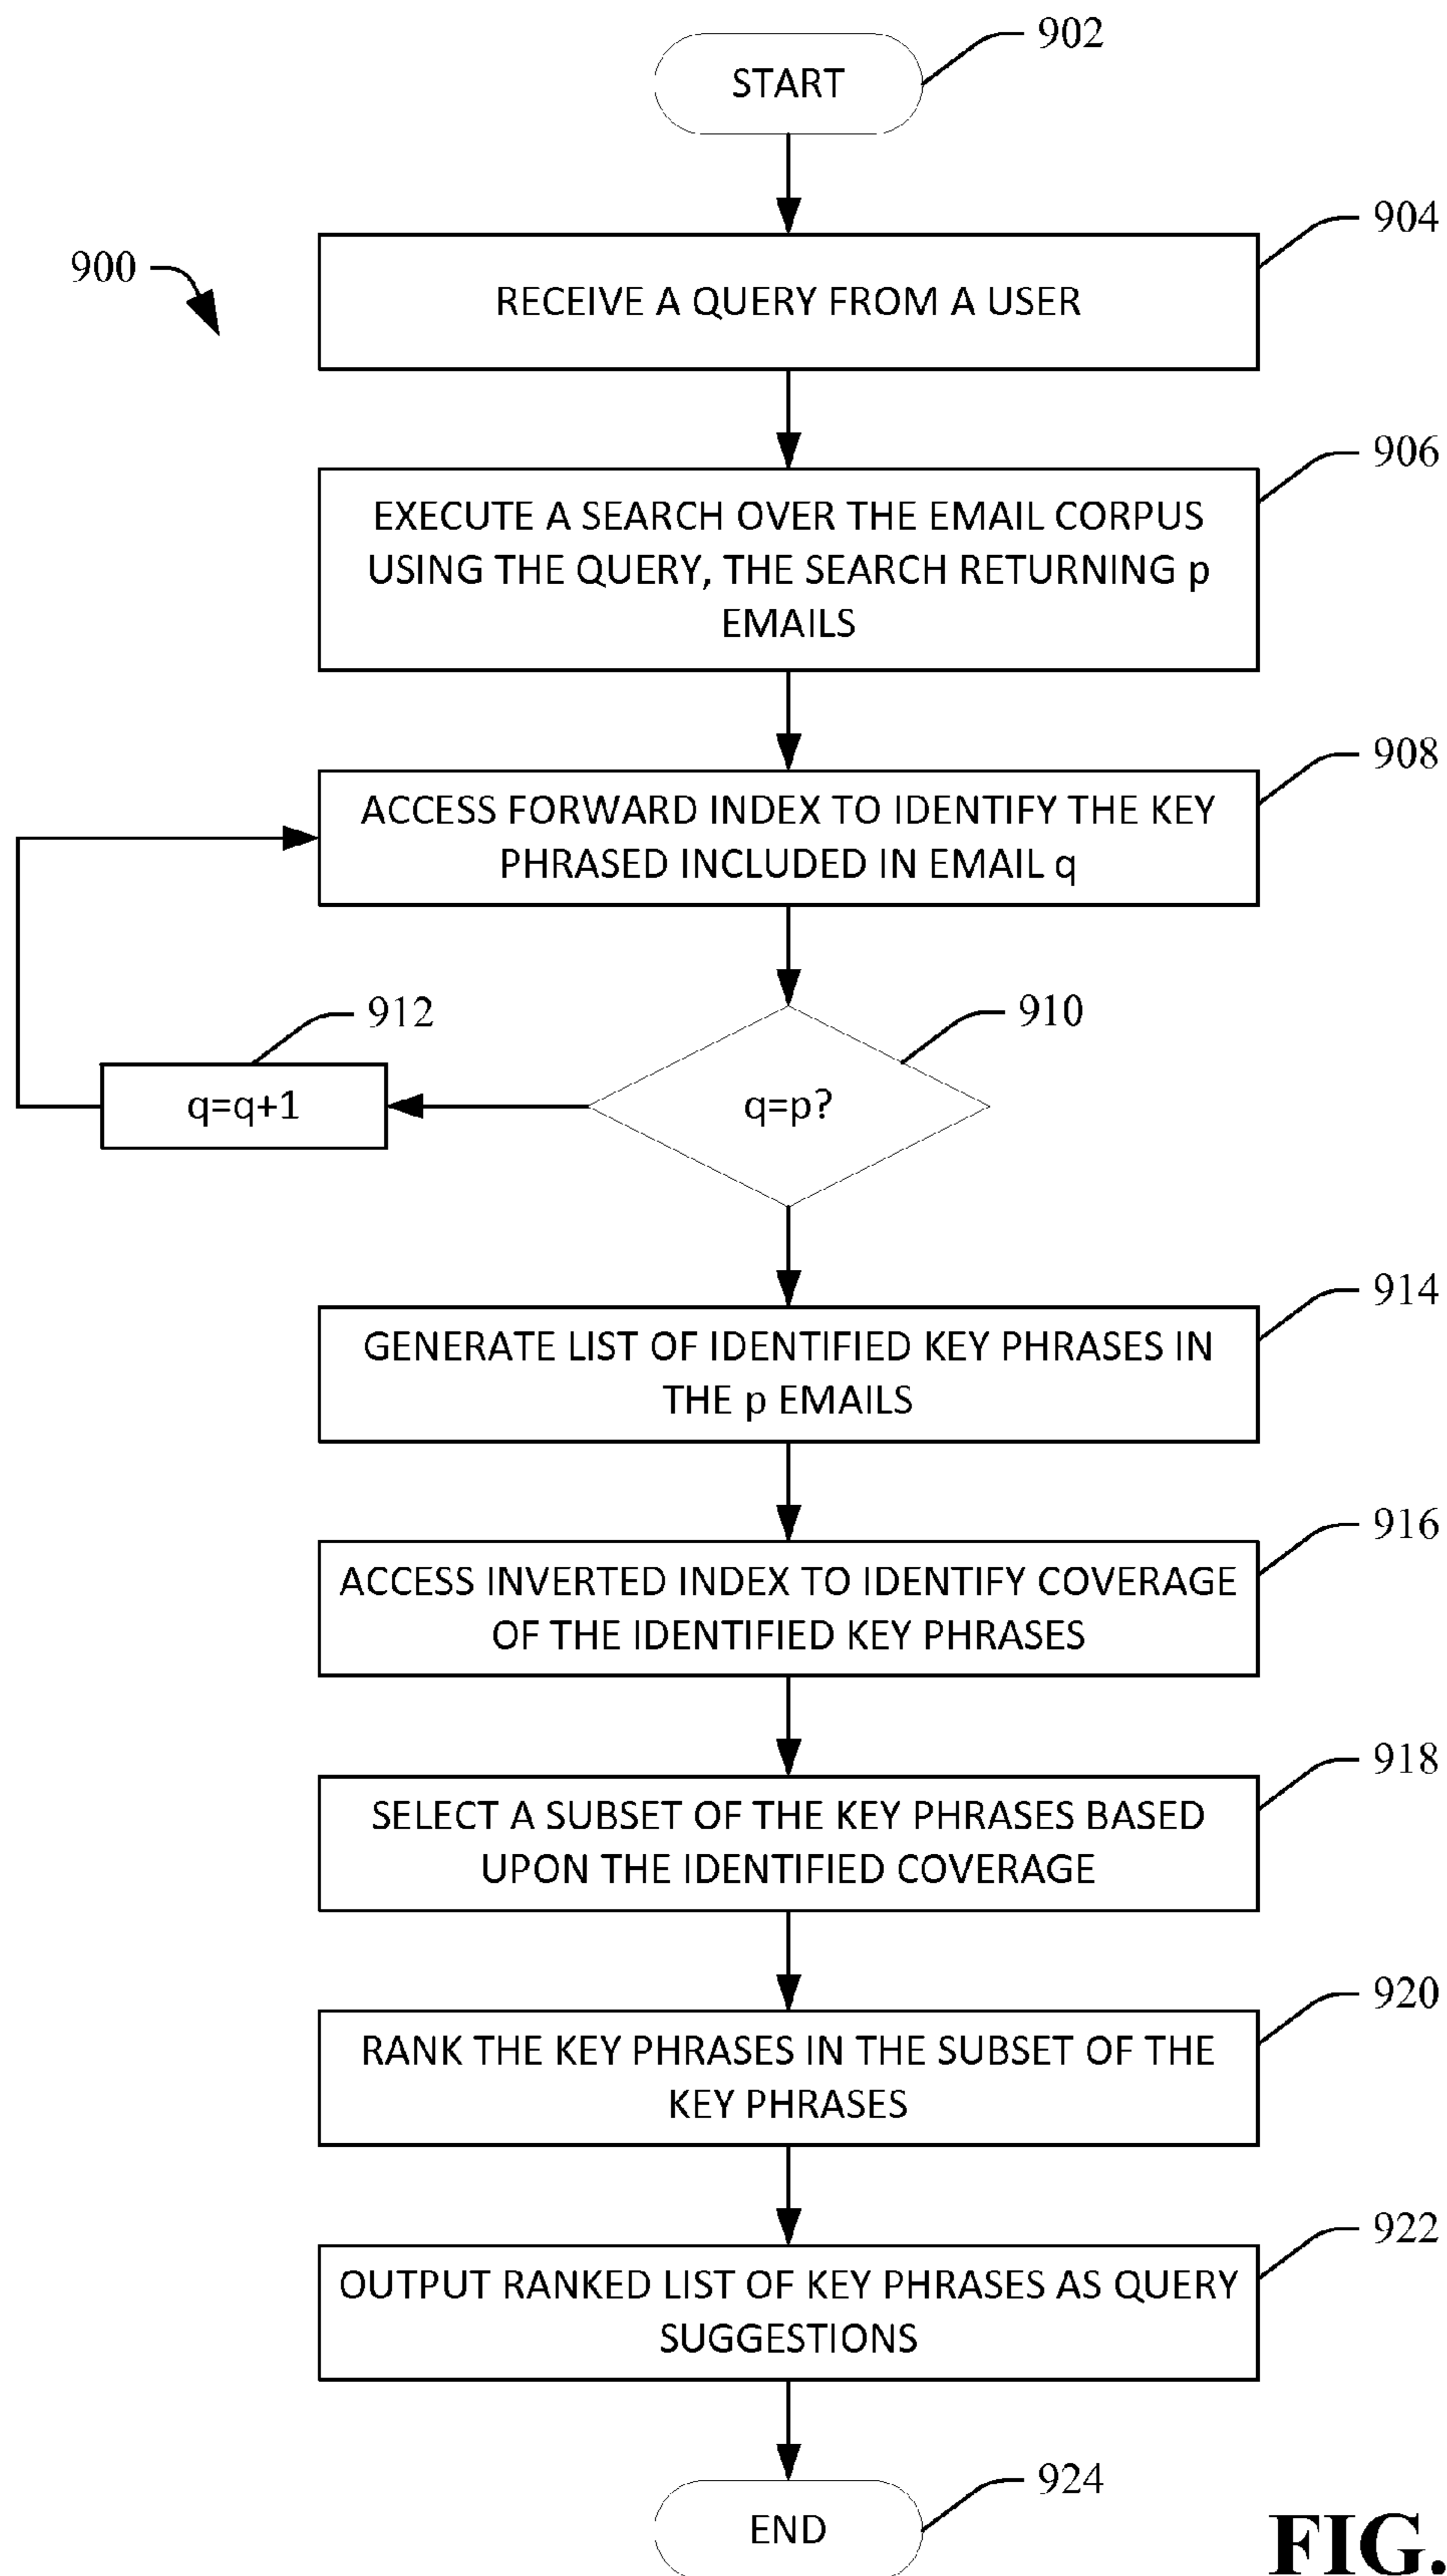 START
902
904
900
RECEIVE A QUERY FROM A USER
906
EXECUTE A SEARCH OVER THE EMAIL CORPUS
USING THE QUERY, THE SEARCH RETURNING p
EMAILS
908
ACCESS FORWARD INDEX TO IDENTIFY THE KEY
PHRASED INCLUDED IN EMAIL q
912
910
q=q+1
q=p?
914
GENERATE LIST OF IDENTIFIED KEY PHRASES IN
THE p EMAILS
916
ACCESS INVERTED INDEX TO IDENTIFY COVERAGE
OF THE IDENTIFIED KEY PHRASES
918
SELECT A SUBSET OF THE KEY PHRASES BASED
UPON THE IDENTIFIED COVERAGE
920
RANK THE KEY PHRASES IN THE SUBSET OF THE
KEY PHRASES
922
OUTPUT RANKED LIST OF KEY PHRASES AS QUERY
SUGGESTIONS
924
END
FIG.